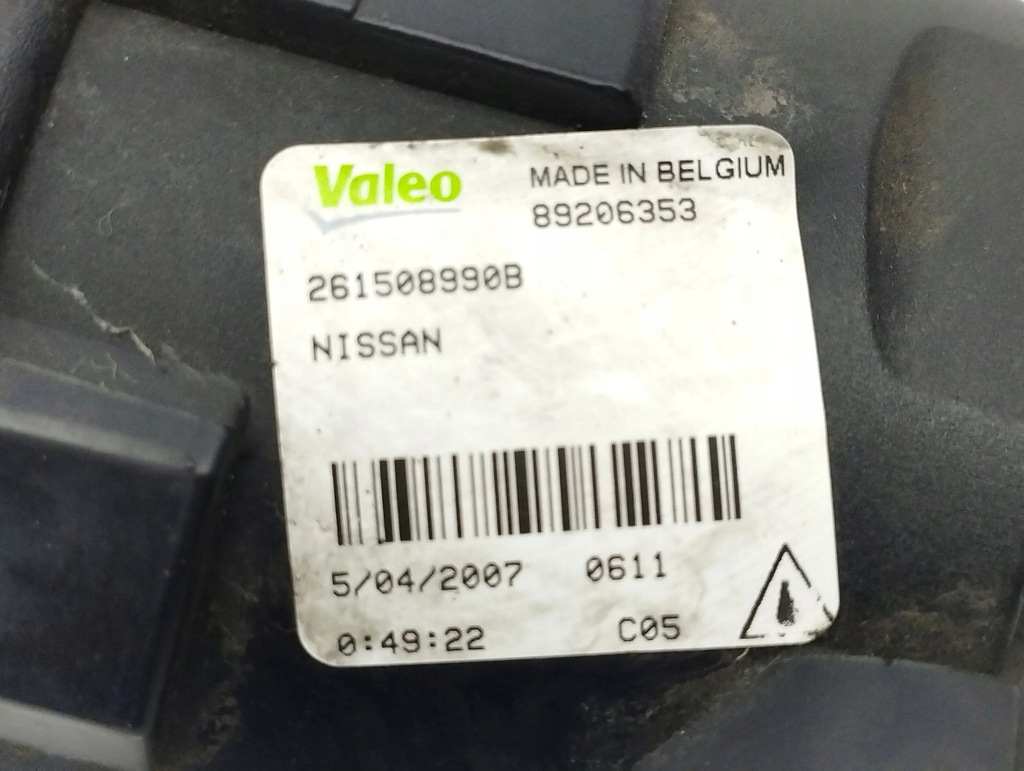 Valeo MADE IN BELGIUM
89206353
261508990B
NISSAN
5/04/2007 0611
0:49:22 C05